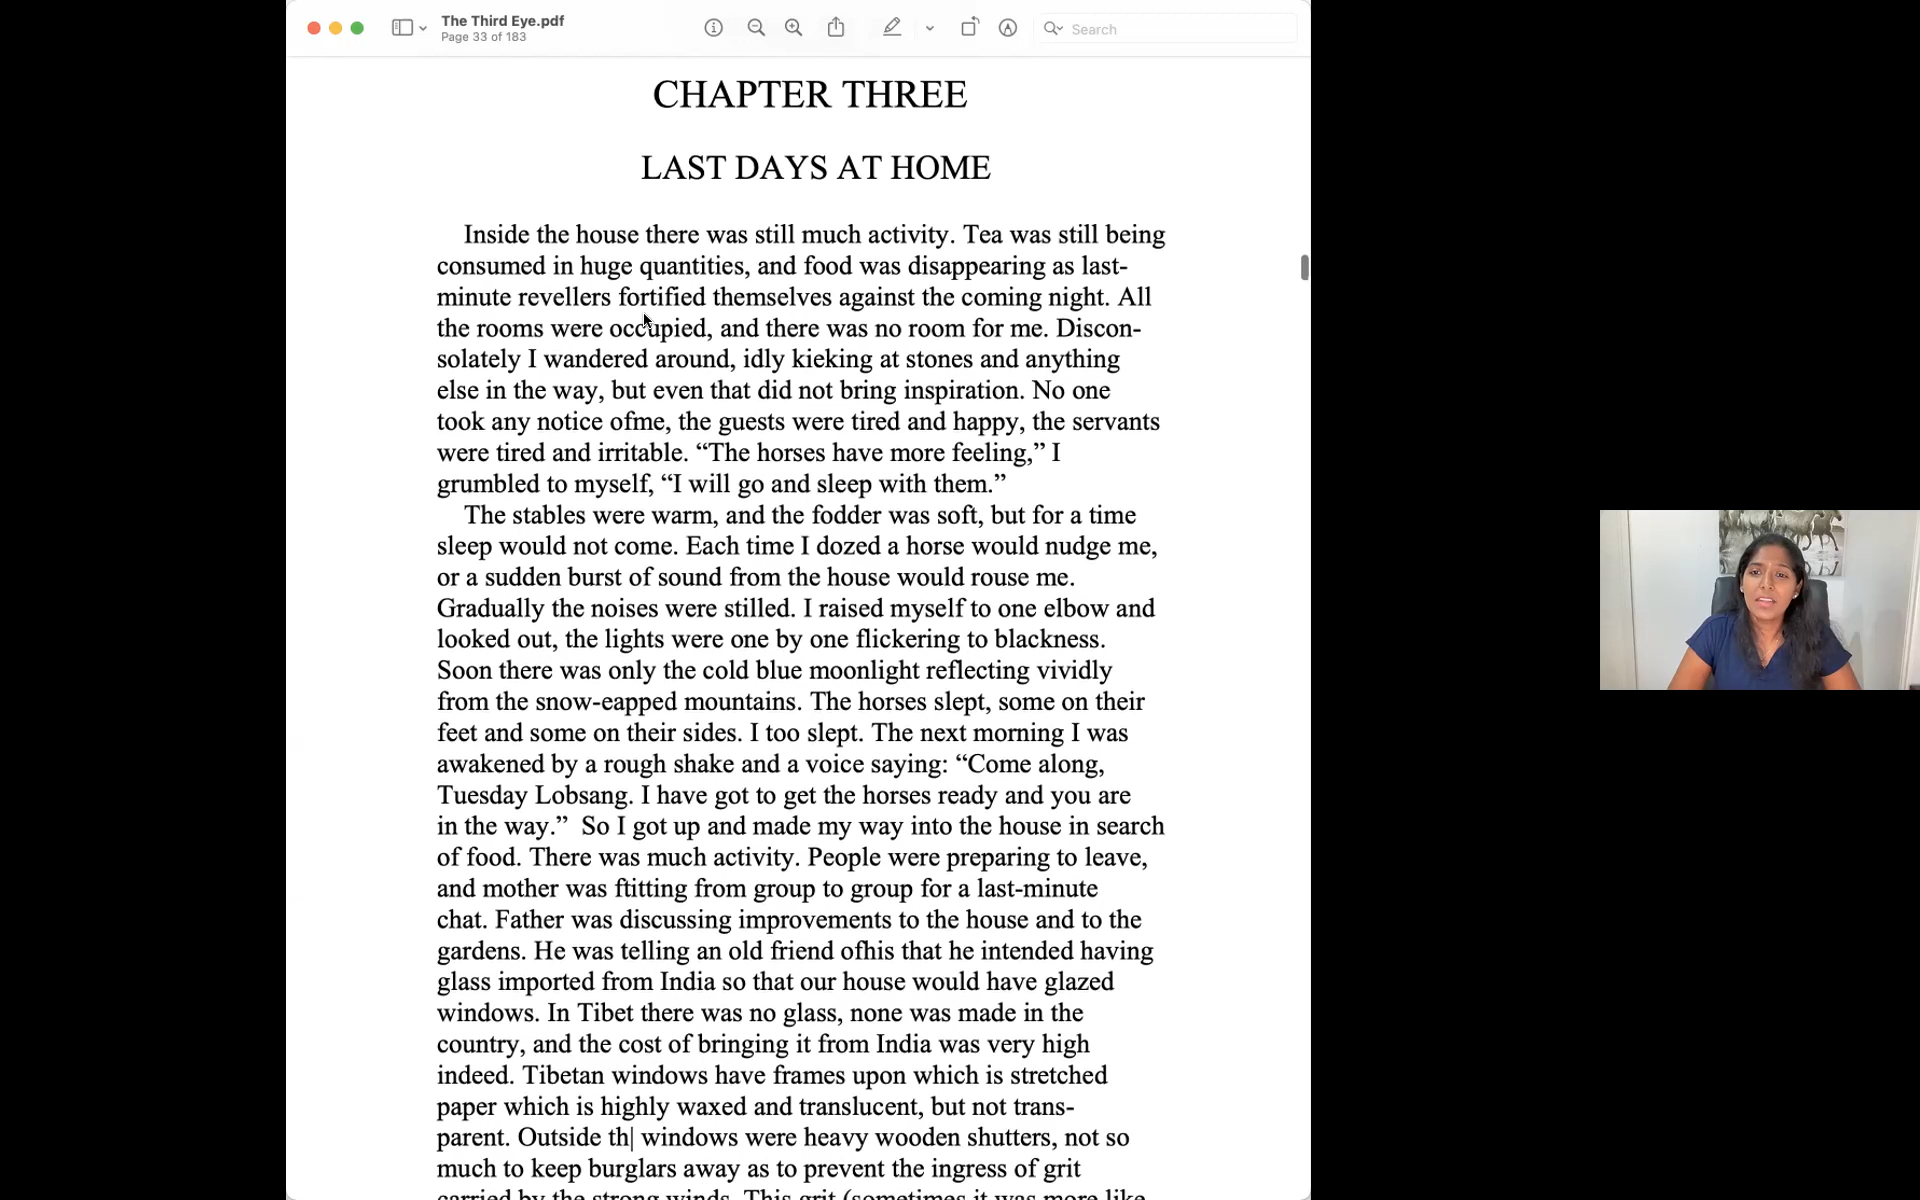 The Third Eye.pdf
Page 33 of 183
Search
CHAPTER THREE
LAST DAYS AT HOME
Inside the house there was still much activity. Tea was still being
consumed in huge quantities, and food was disappearing as last-
minute revellers fortified themselves against the coming night. All
the rooms were occupied, and there was no room for me. Discon-
solately I wandered around, idly kieking at stones and anything
else in the way, but even that did not bring inspiration. No one
took any notice ofme, the guests were tired and happy, the servants
were tired and irritable. “The horses have more feeling,” I
grumbled to myself, “I will go and sleep with them.”
The stables were warm, and the fodder was soft, but for a time
sleep would not come. Each time I dozed a horse would nudge me,
or a sudden burst of sound from the house would rouse me.
Gradually the noises were stilled. I raised myself to one elbow and
looked out, the lights were one by one flickering to blackness.
Soon there was only the cold blue moonlight reflecting vividly
from the snow-eapped mountains. The horses slept, some on their
feet and some on their sides. I too slept. The next morning I was
awakened by a rough shake and a voice saying: “Come along,
Tuesday Lobsang. I have got to get the horses ready and you are
in the way.”  So I got up and made my way into the house in search
of food. There was much activity. People were preparing to leave,
and mother was ftitting from group to group for a last-minute
chat. Father was discussing improvements to the house and to the
gardens. He was telling an old friend ofhis that he intended having
glass imported from India so that our house would have glazed
windows. In Tibet there was no glass, none was made in the
country, and the cost of bringing it from India was very high
indeed. Tibetan windows have frames upon which is stretched
paper which is highly waxed and translucent, but not trans-
parent. Outside th| windows were heavy wooden shutters, not so
much to keep burglars away as to prevent the ingress of grit
carried by the strong winds. This grit (sometimes it was more like